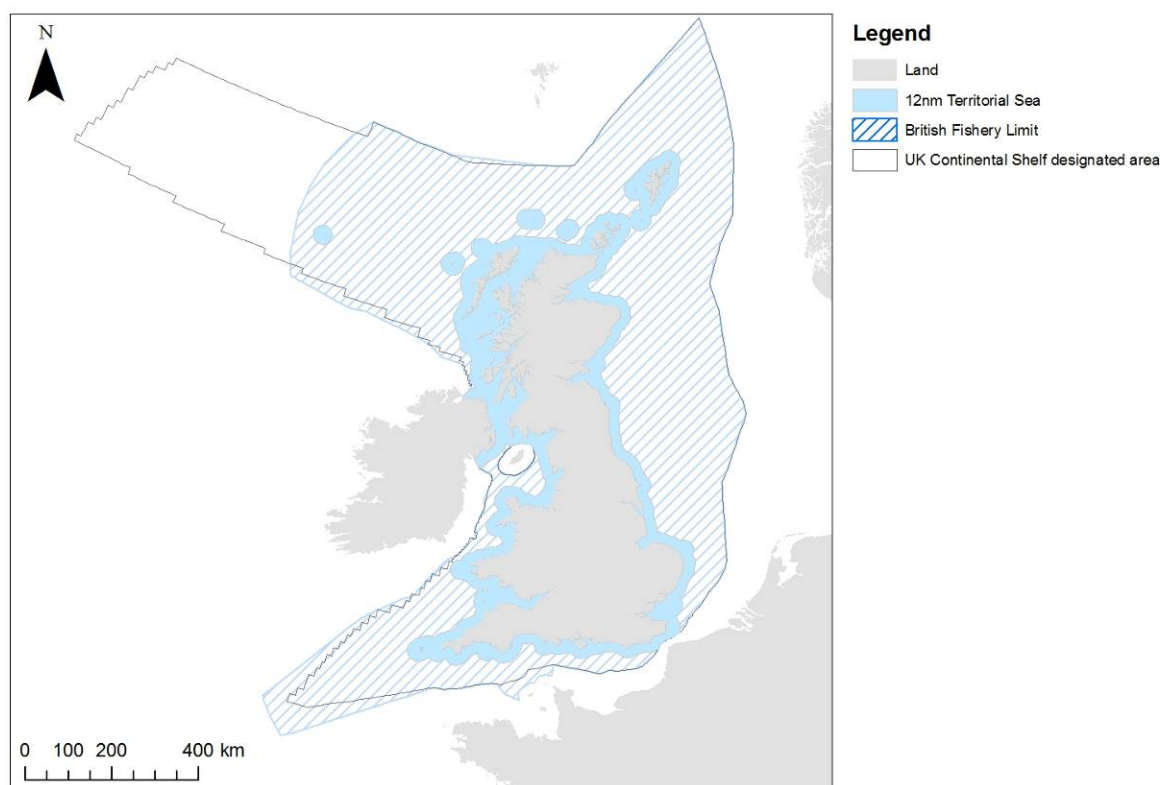 N
Legend
Land
12nm Territorial Sea
British Fishery Limit
UK Continental Shelf designated area
0 100 200 400 km